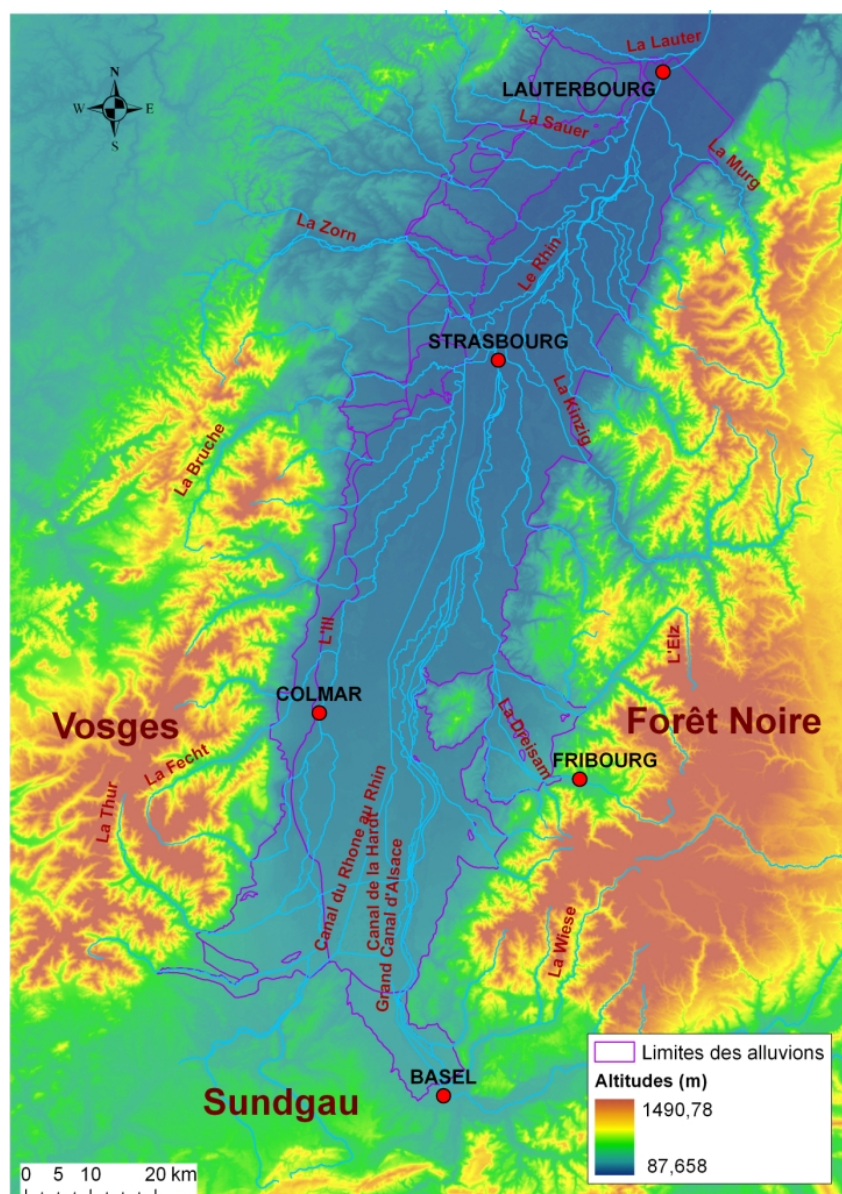 La Lauter
LAUTERBOURG
N
W
E
S
La Sauer
La Murg
La Zorn
Le Rhin
STRASBOURG
La Kinzig
La Bruche
L'Ill
L'Elz
COLMAR
Vosges
Forêt Noire
La Dreisam
FRIBOURG
La Fecht
La Thur
Canal du Rhone au Rhin
Canal de la Hardt
Grand Canal d'Alsace
La Wiese
BASEL
Sundgau
Limites des alluvions
Altitudes (m)
1490,78
87,658
0 5 10 20 km